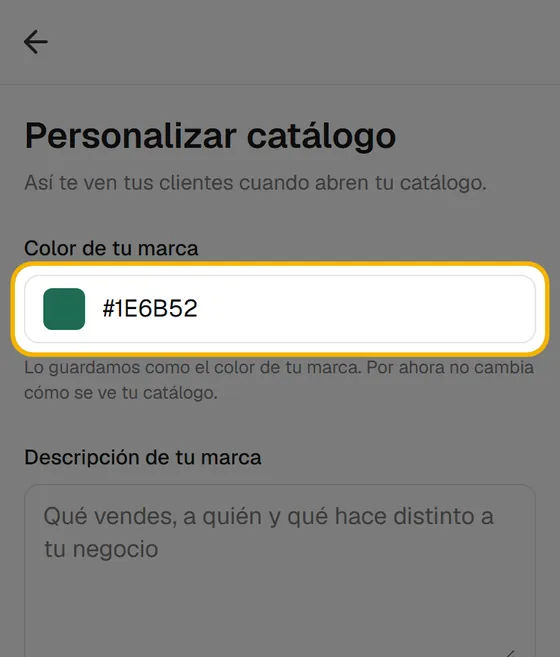 Personalizar catálogo
Así te ven tus clientes cuando abren tu catálogo.
Color de tu marca
#1E6B52
Lo guardamos como el color de tu marca. Por ahora no cambia
cómo se ve tu catálogo.
Descripción de tu marca
Qué vendes, a quién y qué hace distinto a
tu negocio